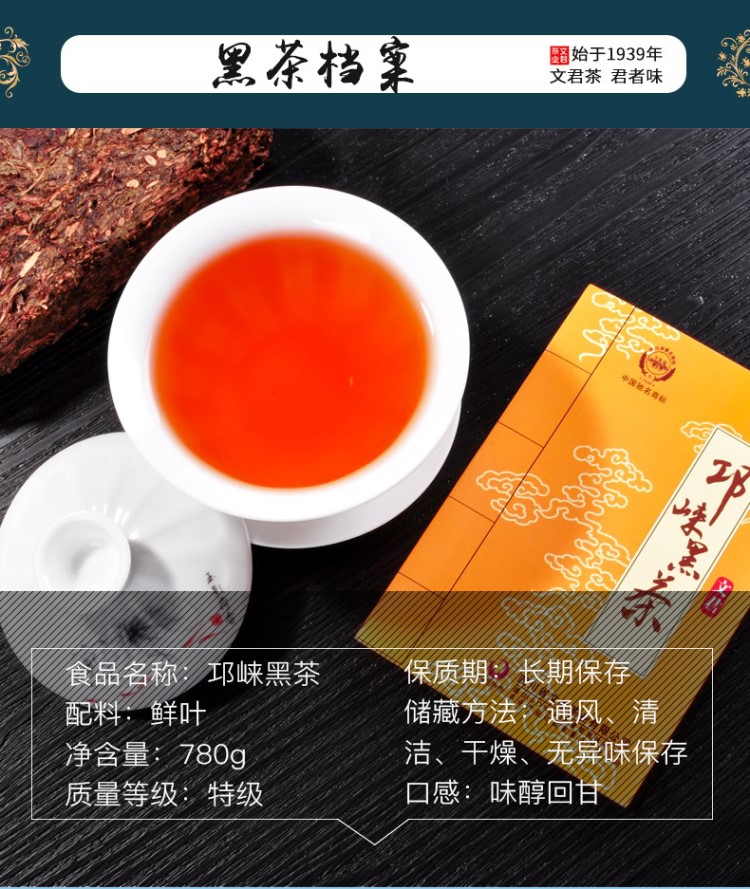 黑茶档案
文君茶业
始于1939年
文君茶 君者味
中国驰名商标
邛崃黑茶
文君
食品名称：邛崃黑茶
配料：鲜叶
净含量：780g
质量等级：特级
保质期：长期保存
储藏方法：通风、清
洁、干燥、无异味保存
口感：味醇回甘